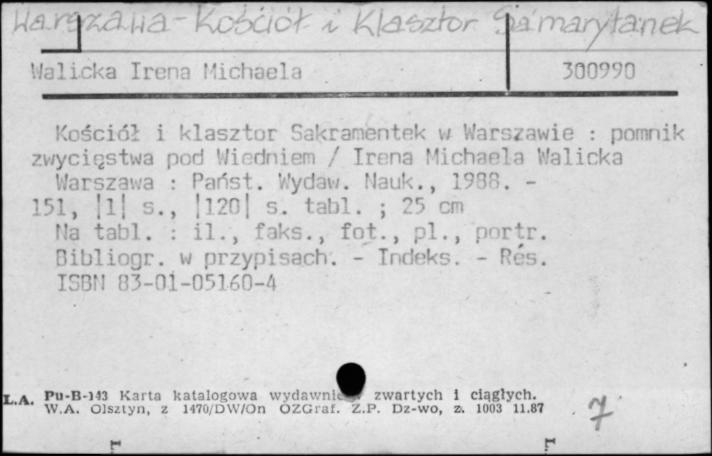 Warszawa - Kościół i Klasztor Samarytanek
Walicka Irena Michaela 300990
Kościół i klasztor Sakramentek w Warszawie : pomnik
zwycięstwa pod Wiedniem / Irena Michaela Walicka
Warszawa : Państ. Wydaw. Nauk., 1988. -
151, |1| s., |120| s. tabl. ; 25 cm
Na tabl. : il., faks., fot., pl., portr.
Bibliogr. w przypisach. - Indeks. - Rés.
ISBN 83-01-05160-4
L.A. Pu-B-143 Karta katalogowa zwartych i ciągłych.
W.A. Olsztyn, z 1470/DW/On OZGraf. Z.P. Dz-wo, z. 1003 11.87
7